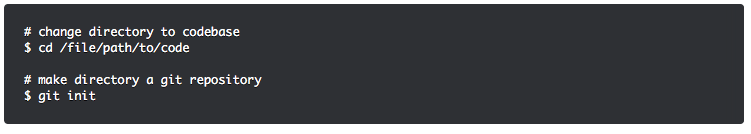 # change directory to codebase
$ cd /file/path/to/code
# make directory a git repository
$ git init